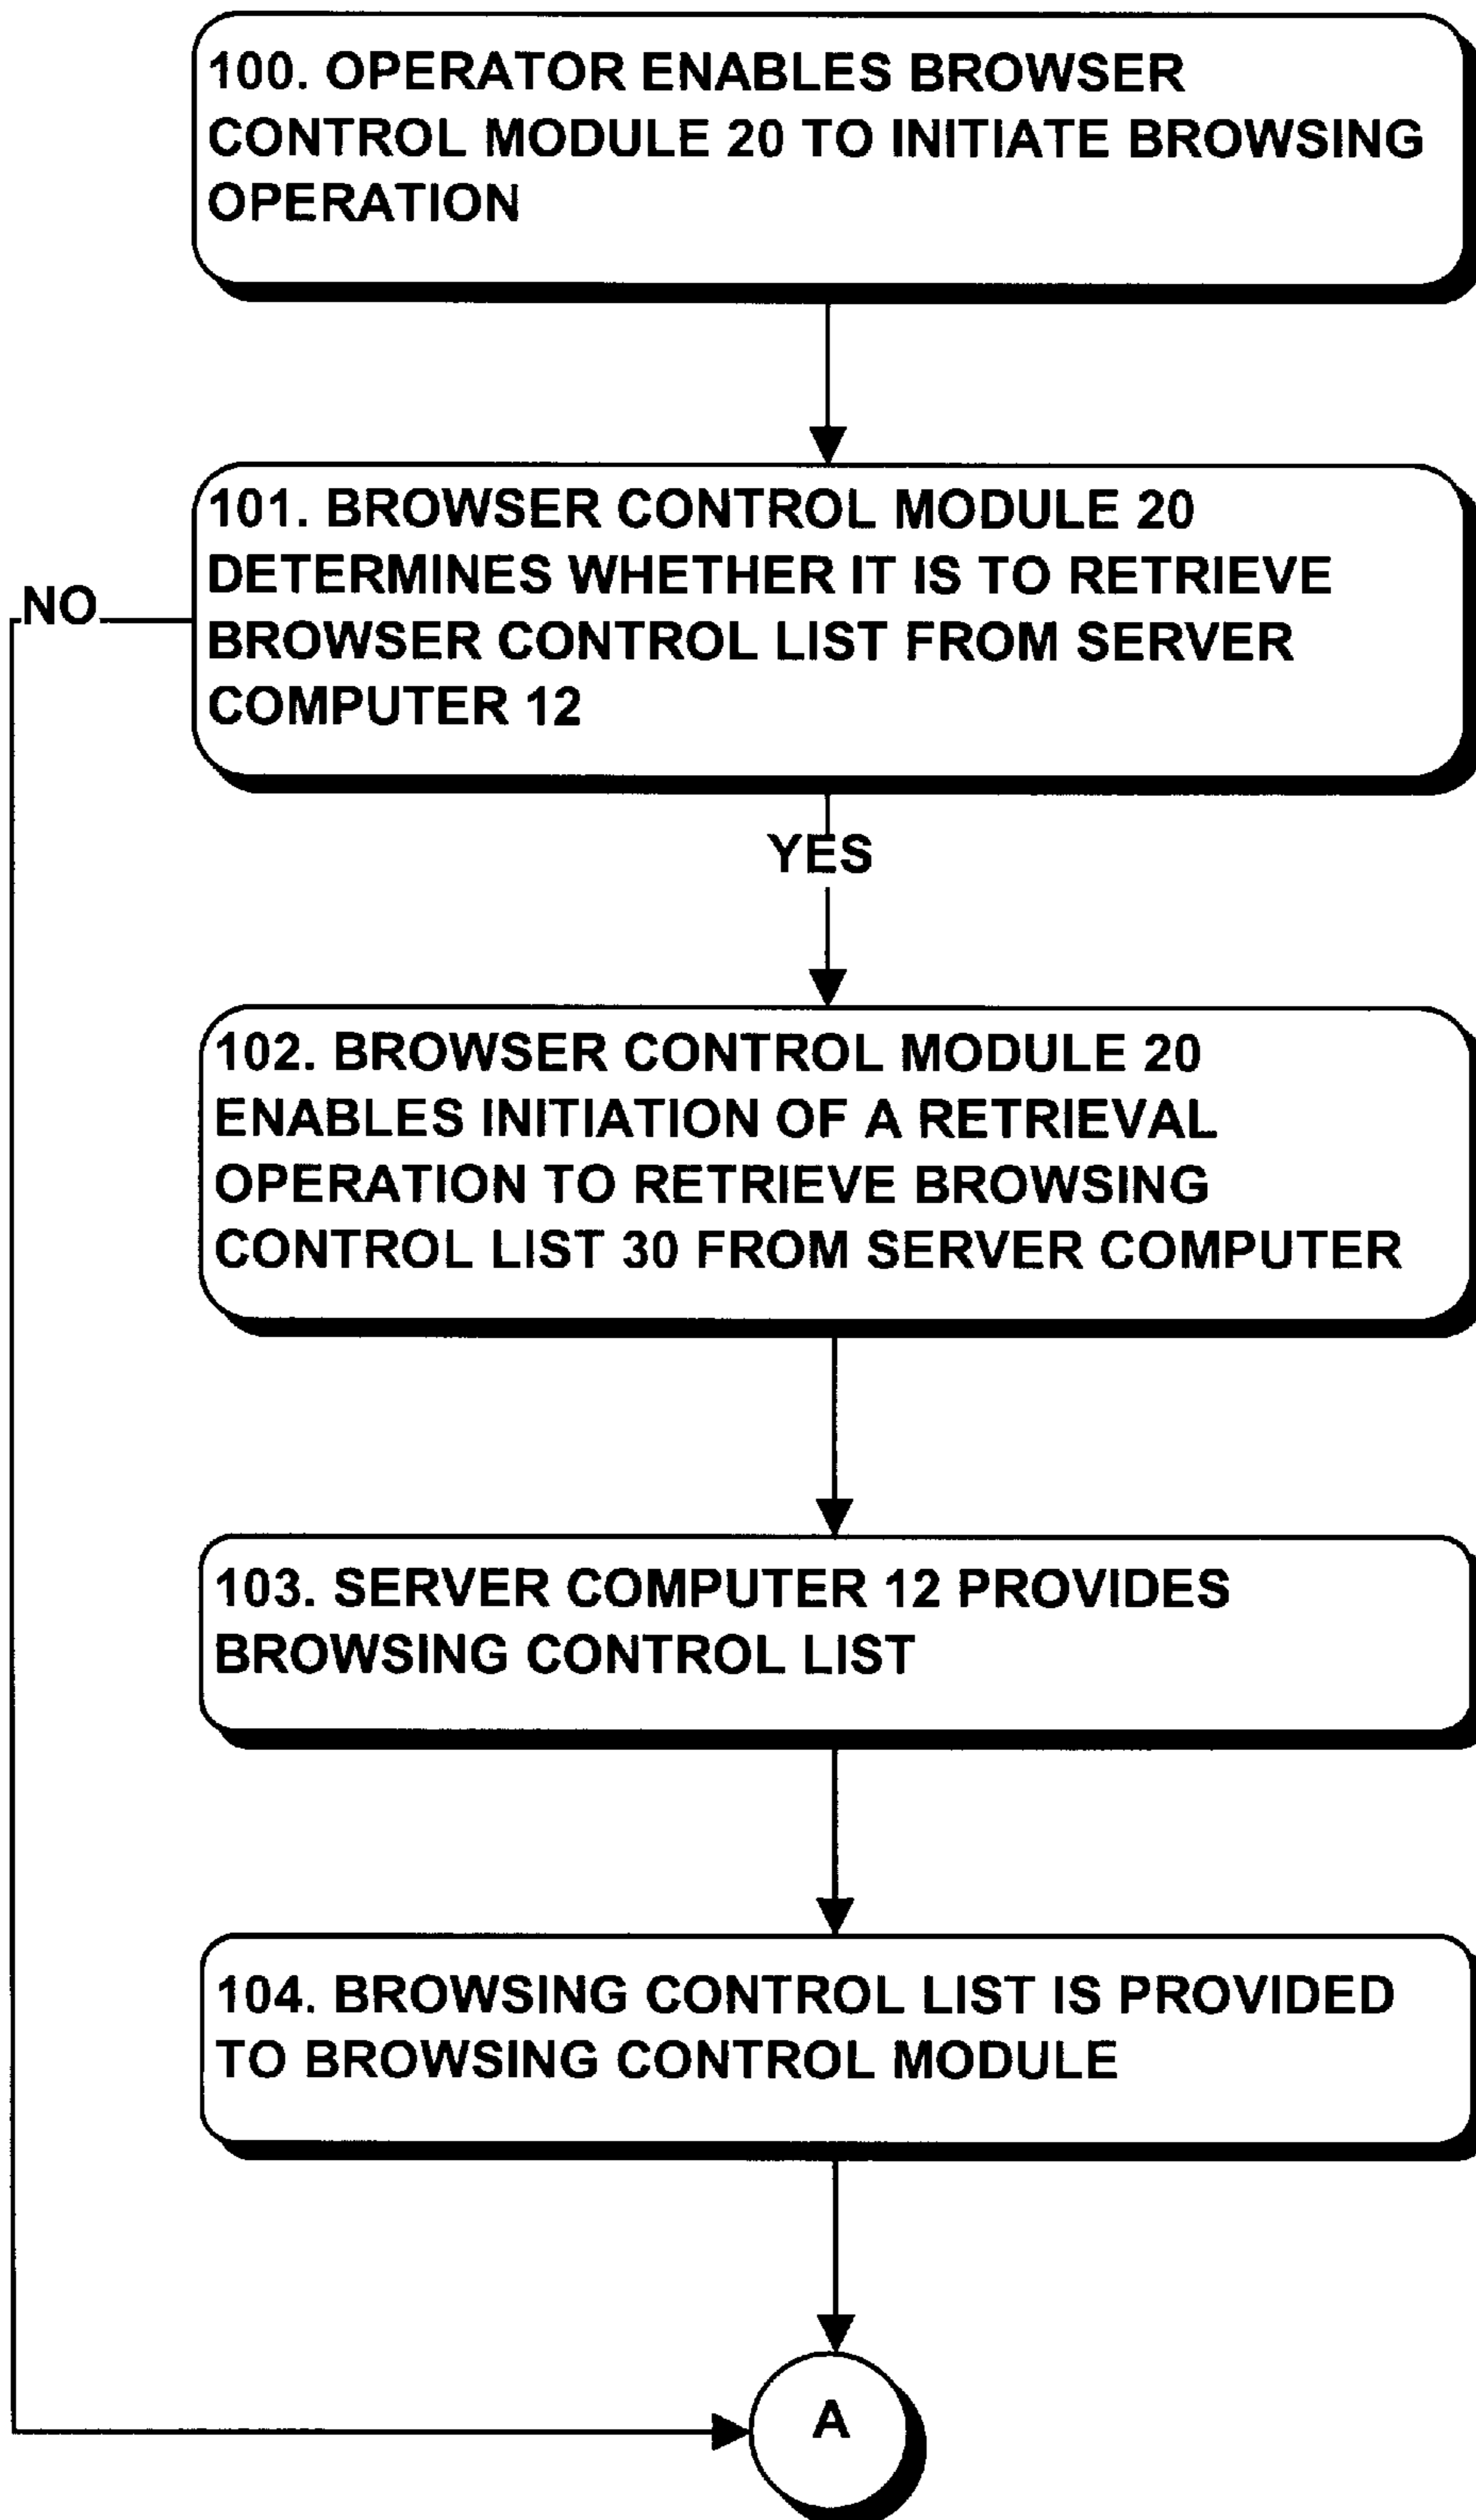 100. OPERATOR ENABLES BROWSER
CONTROL MODULE 20 TO INITIATE BROWSING
OPERATION
101. BROWSER CONTROL MODULE 20
DETERMINES WHETHER IT IS TO RETRIEVE
BROWSER CONTROL LIST FROM SERVER
COMPUTER 12
NO
YES
102. BROWSER CONTROL MODULE 20
ENABLES INITIATION OF A RETRIEVAL
OPERATION TO RETRIEVE BROWSING
CONTROL LIST 30 FROM SERVER COMPUTER
103. SERVER COMPUTER 12 PROVIDES
BROWSING CONTROL LIST
104. BROWSING CONTROL LIST IS PROVIDED
TO BROWSING CONTROL MODULE
A